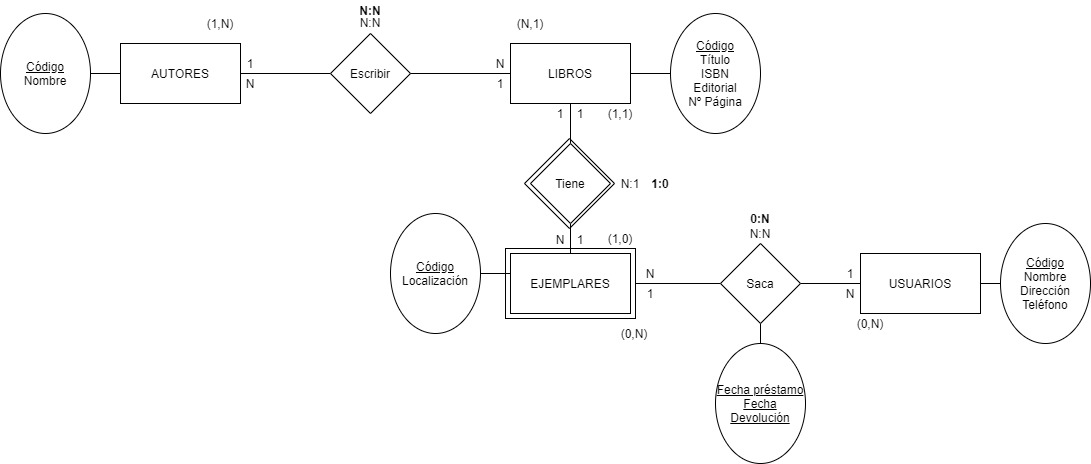 N:N
(1,N)
N:N
(N,1)
Código
Nombre
AUTORES
1
N
Escribir
N
1
LIBROS
Código
Título
ISBN
Editorial
Nº Página
1 1
(1,1)
Tiene
N:1 1:0
N 1
(1,0)
Código
Localización
EJEMPLARES
N
1
(0,N)
0:N
N:N
Saca
1
N
(0,N)
USUARIOS
Código
Nombre
Dirección
Teléfono
Fecha préstamo
Fecha
Devolución